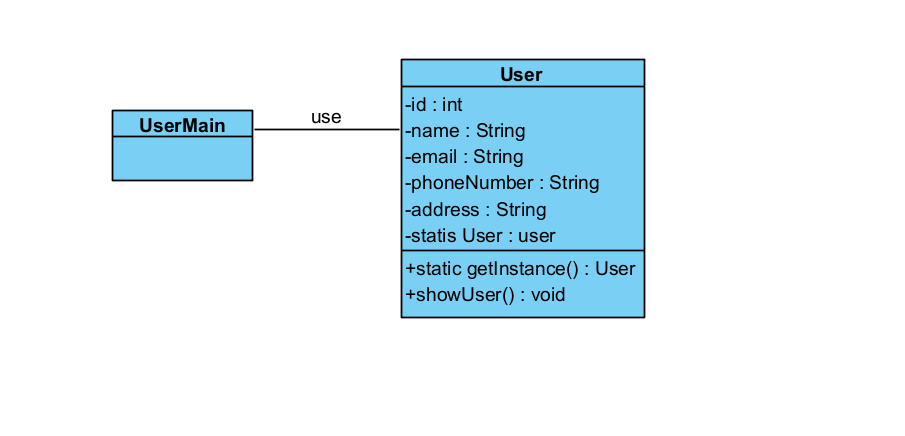 UserMain
use
User
-id : int
-name : String
-email : String
-phoneNumber : String
-address : String
-statis User : user
+static getInstance() : User
+showUser() : void